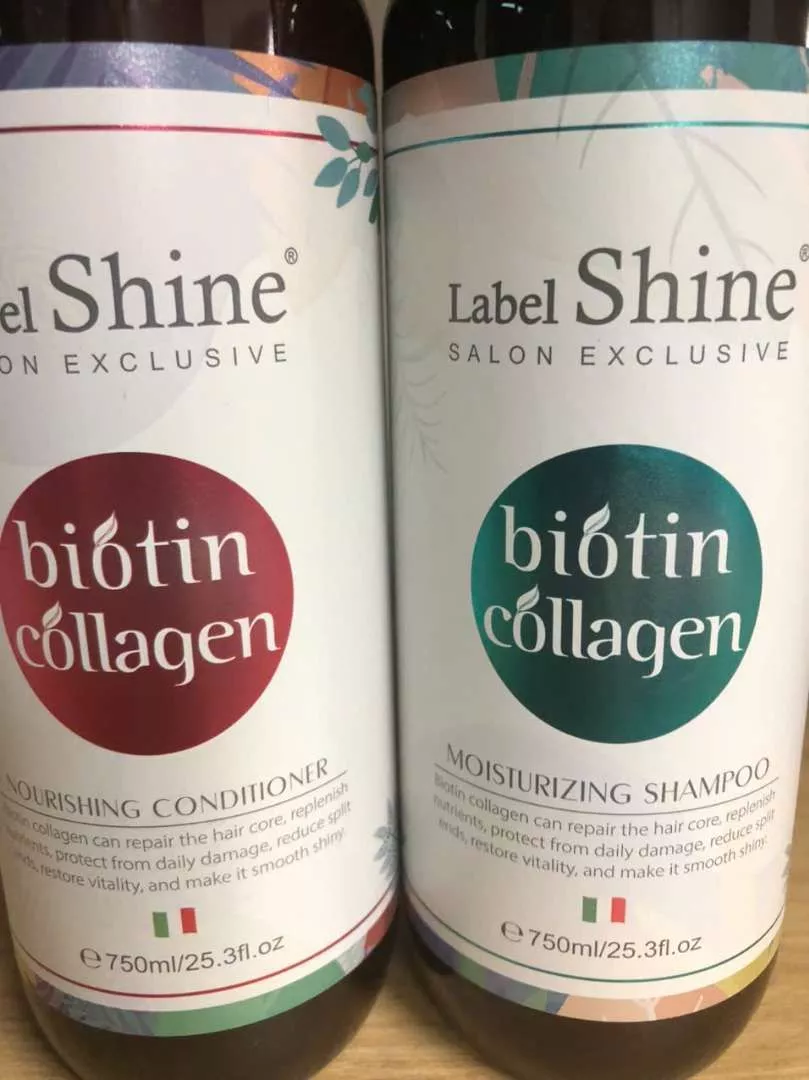 el Shine®
ON EXCLUSIVE
biotin
collagen
NOURISHING CONDITIONER
Biotin collagen can repair the hair core, replenish
nutrients, protect from daily damage, reduce split
ends, restore vitality, and make it smooth shiny.
℮750ml/25.3fl.oz
Label Shine®
SALON EXCLUSIVE
biotin
collagen
MOISTURIZING SHAMPOO
Biotin collagen can repair the hair core, replenish
nutrients, protect from daily damage, reduce split
ends, restore vitality, and make it smooth shiny.
℮750ml/25.3fl.oz